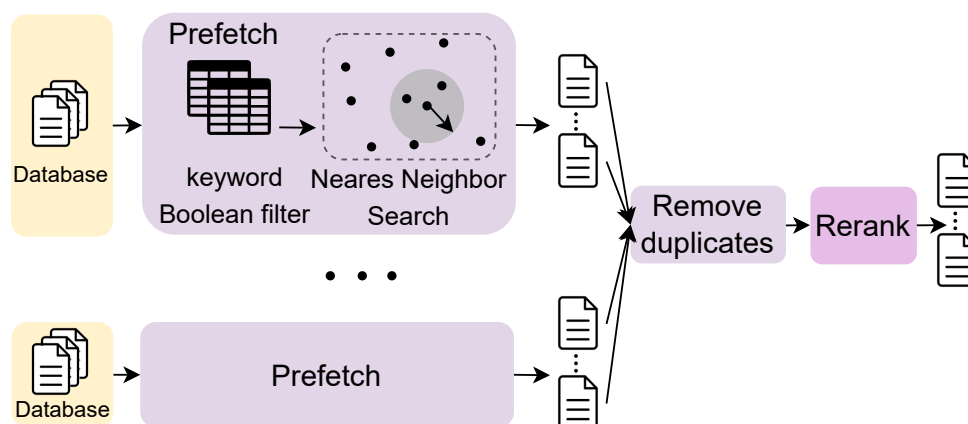 Prefetch
Database
keyword
Boolean filter
Neares Neighbor
Search
Remove
duplicates
Rerank
Database
Prefetch